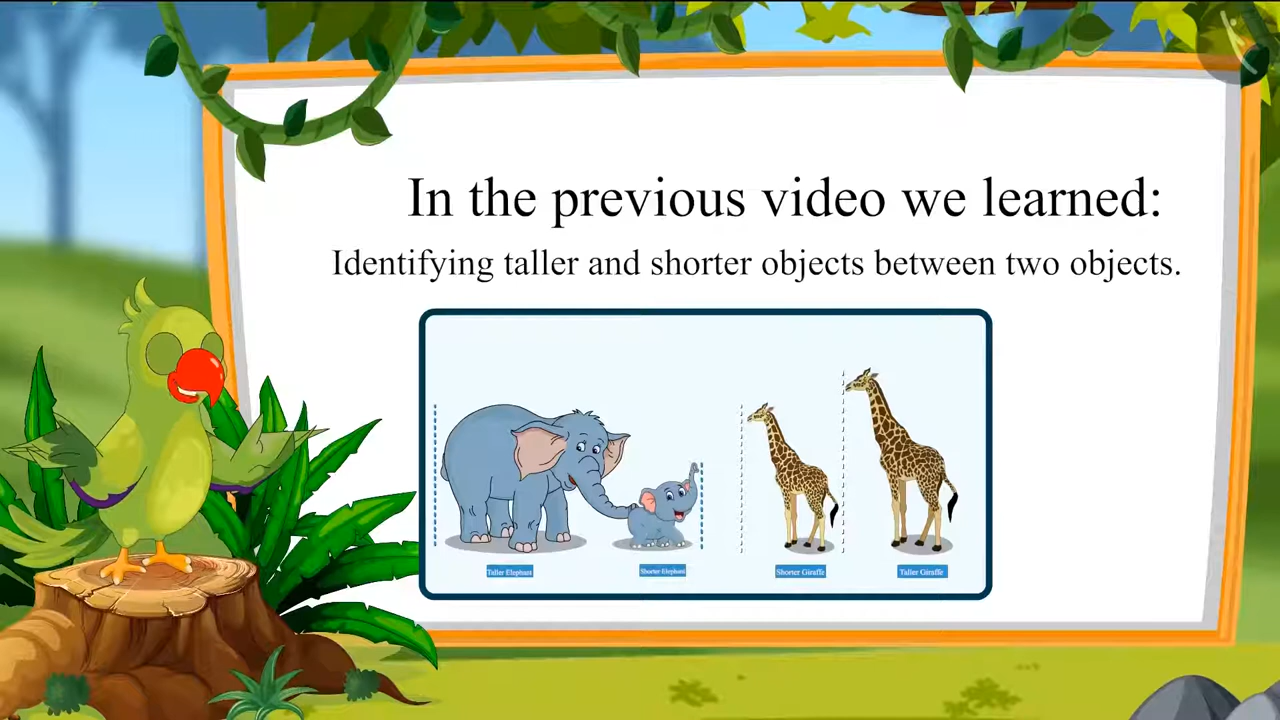 In the previous video we learned:
Identifying taller and shorter objects between two objects.
Taller Elephant
Shorter Elephant
Shorter Giraffe
Taller Giraffe